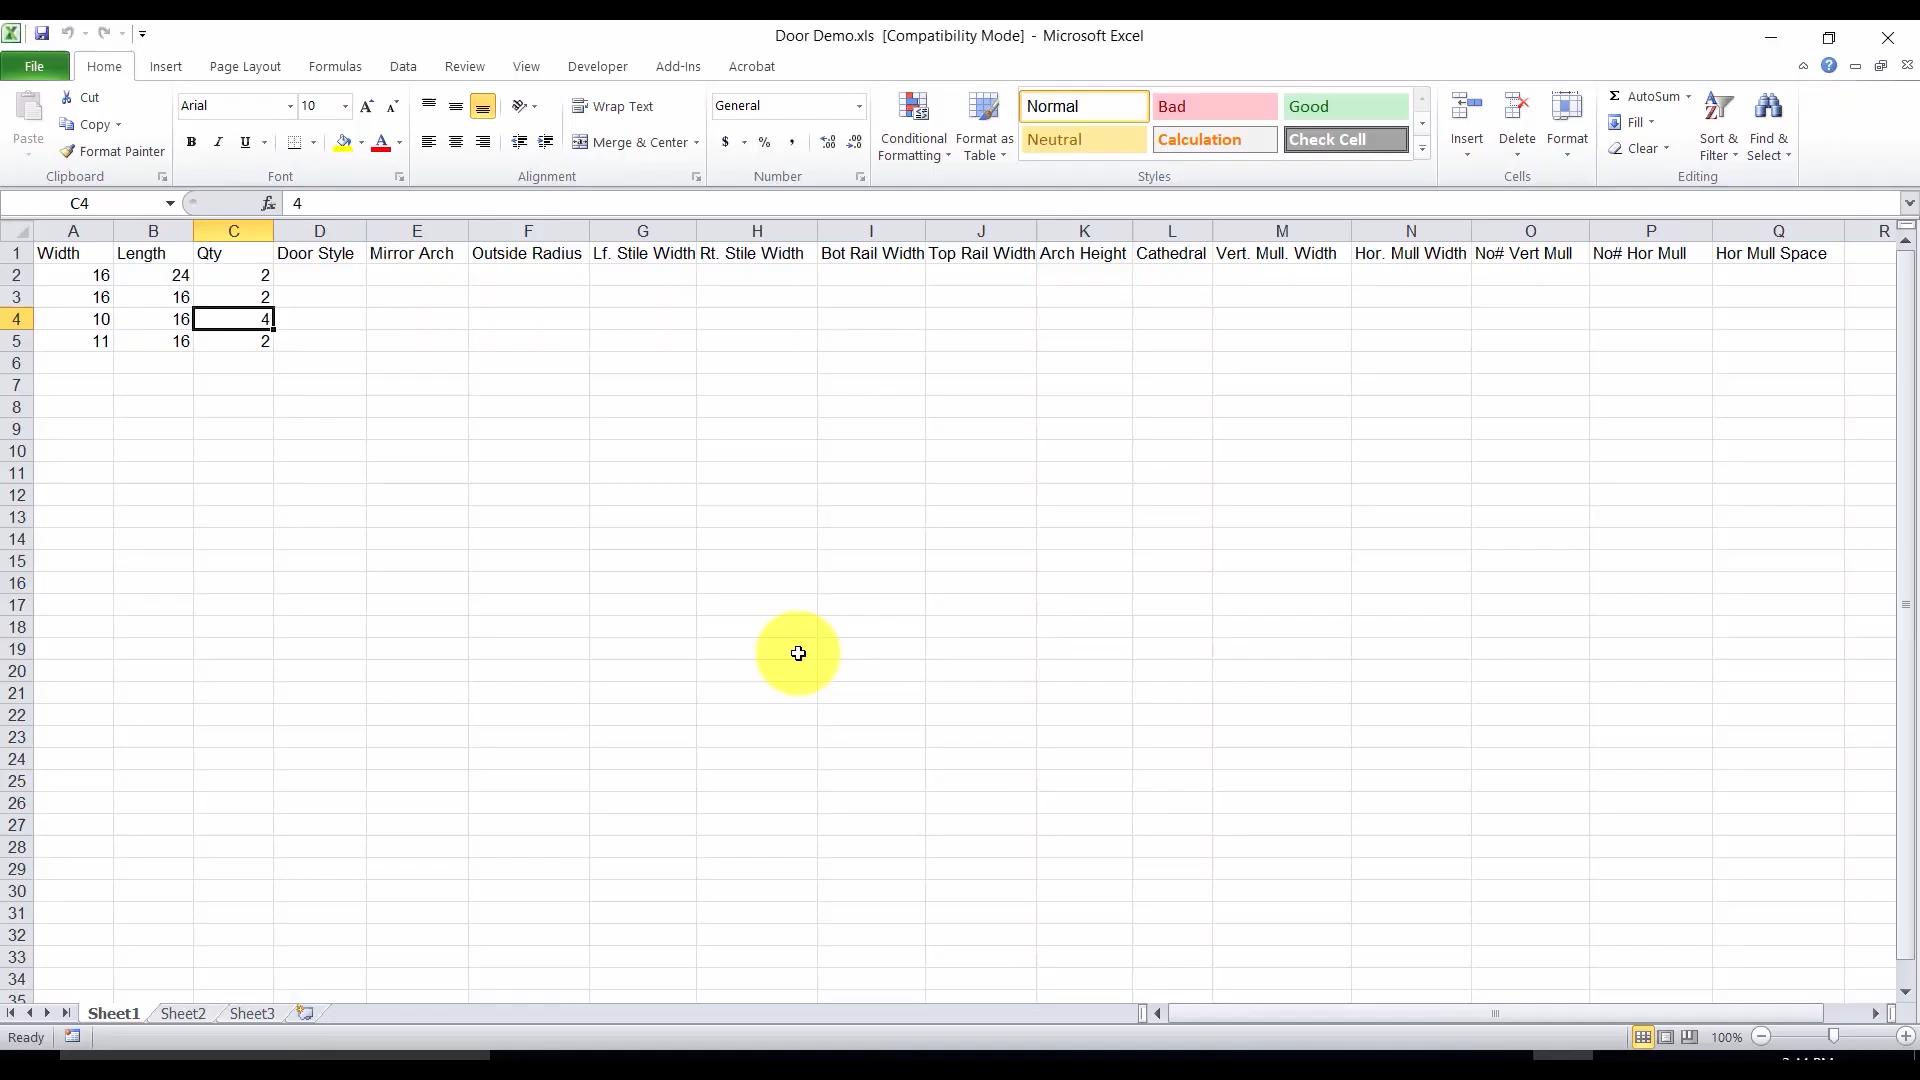 Door Demo.xls [Compatibility Mode] - Microsoft Excel
File Home Insert Page Layout Formulas Data Review View Developer Add-Ins Acrobat
Paste
Cut
Copy
Format Painter
Clipboard
Arial 10
B I U
Font
Wrap Text
Merge & Center
Alignment
General
$ % ,
Number
Conditional Formatting
Format as Table
Normal Bad Good
Neutral Calculation Check Cell
Styles
Insert Delete Format
Cells
Σ AutoSum
Fill
Clear
Sort & Filter
Find & Select
Editing
C4 fx 4
A B C D E F G H I J K L M N O P Q R
1 Width Length Qty Door Style Mirror Arch Outside Radius Lf. Stile Width Rt. Stile Width Bot Rail Width Top Rail Width Arch Height Cathedral Vert. Mull. Width Hor. Mull Width No# Vert Mull No# Hor Mull Hor Mull Space
2 16 24 2
3 16 16 2
4 10 16 4
5 11 16 2
6
7
8
9
10
11
12
13
14
15
16
17
18
19
20
21
22
23
24
25
26
27
28
29
30
31
32
33
34
35
Sheet1 Sheet2 Sheet3
Ready 100%